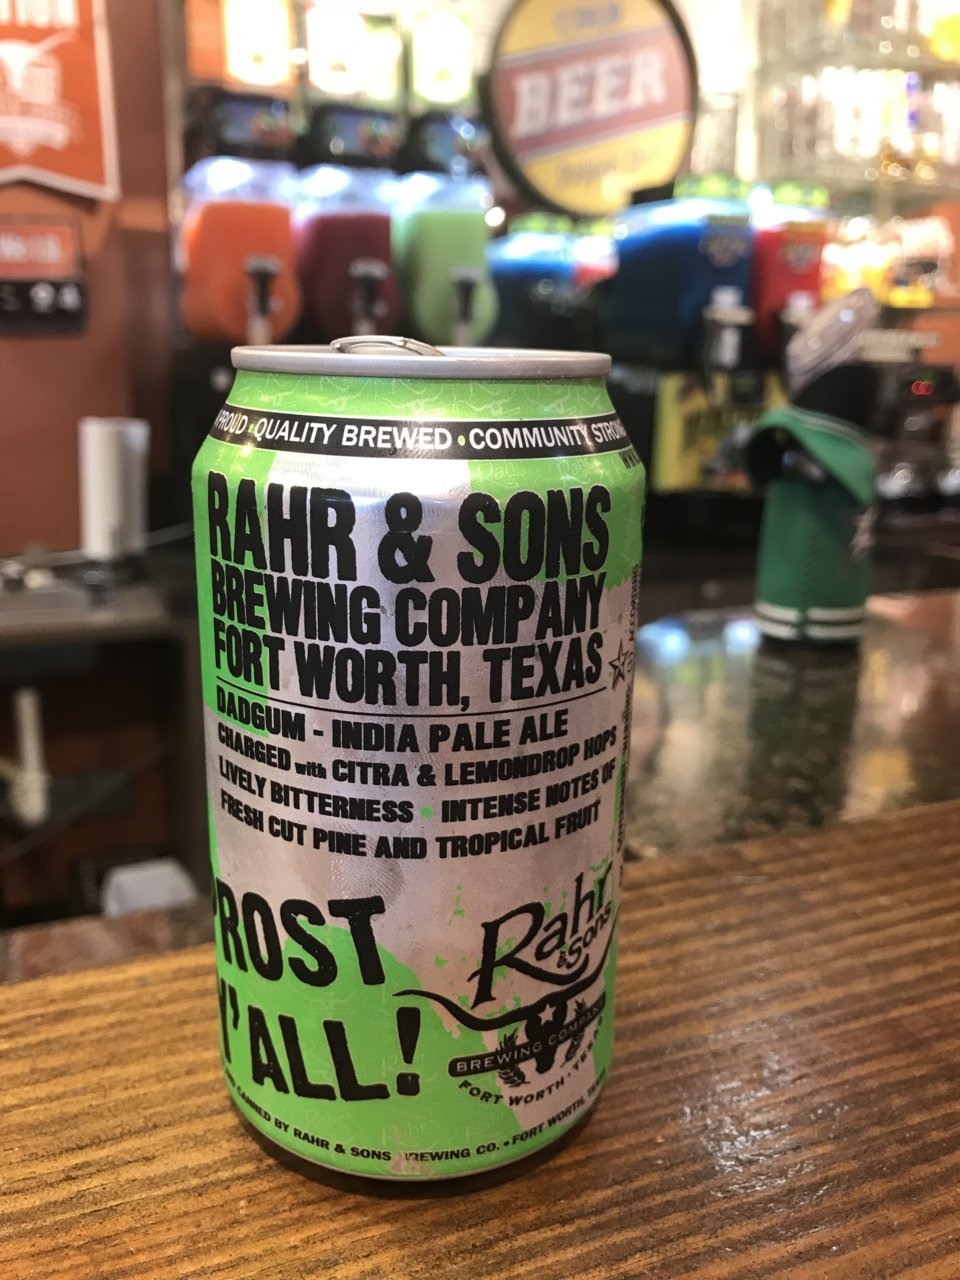 BEER
PROUD • QUALITY BREWED • COMMUNITY STRONG
RAHR & SONS
BREWING COMPANY
FORT WORTH, TEXAS
DADGUM - INDIA PALE ALE
CHARGED with CITRA & LEMONDROP HOPS
LIVELY BITTERNESS • INTENSE NOTES OF
FRESH CUT PINE AND TROPICAL FRUIT
PROST
Y'ALL!
Rahr
& Sons
BREWING COMPANY
FORT WORTH • TEXAS
CANNED BY RAHR & SONS BREWING CO. • FORT WORTH,